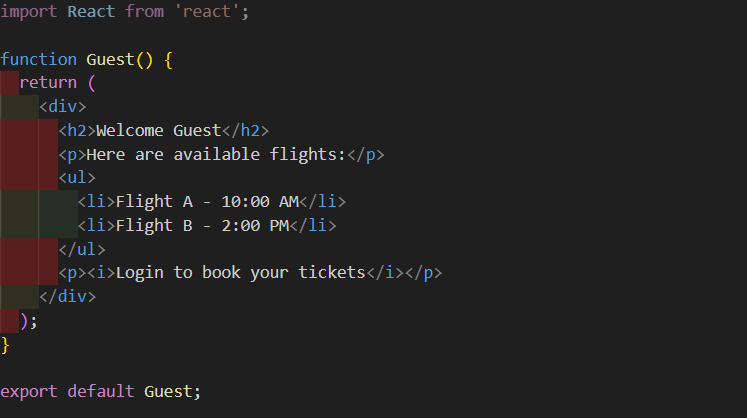 import React from 'react';
function Guest() {
return (
<div>
<h2>Welcome Guest</h2>
<p>Here are available flights:</p>
<ul>
<li>Flight A - 10:00 AM</li>
<li>Flight B - 2:00 PM</li>
</ul>
<p><i>Login to book your tickets</i></p>
</div>
);
}
export default Guest;